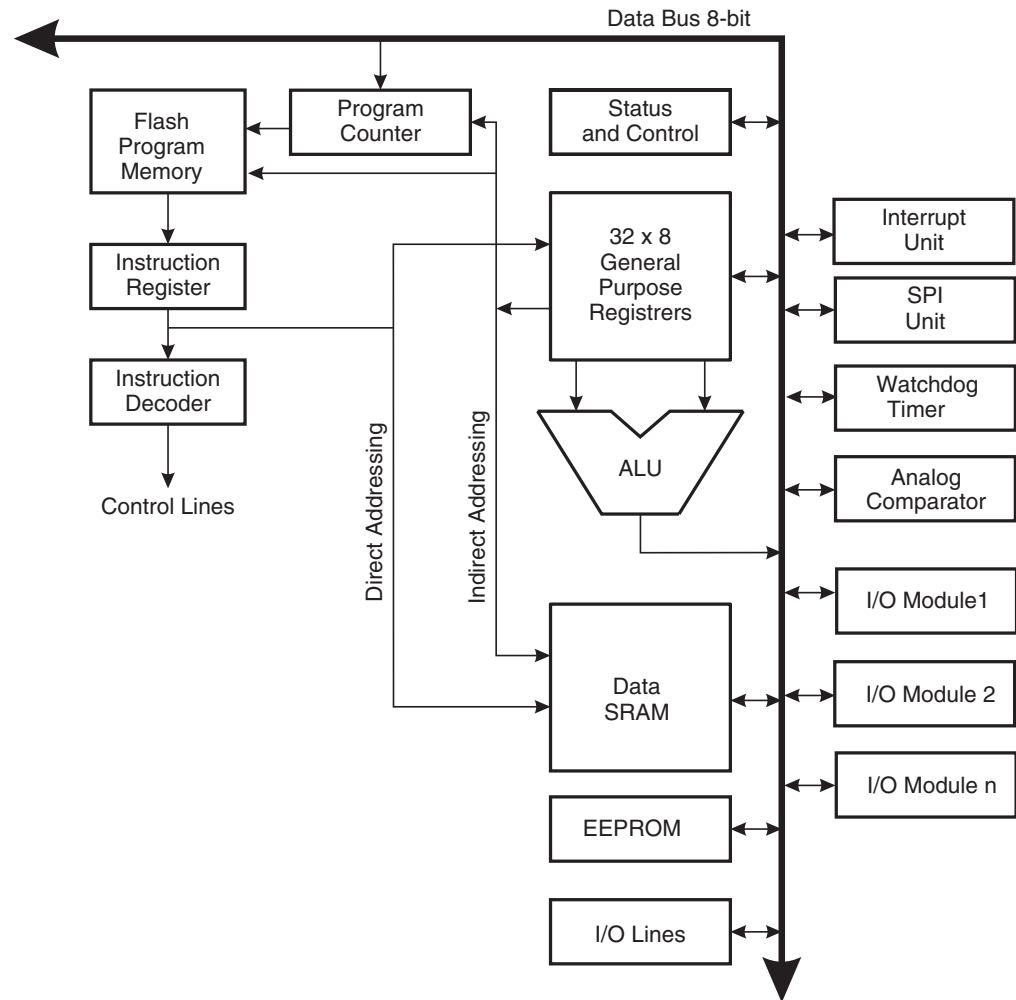 Data Bus 8-bit
Flash
Program
Memory
Program
Counter
Status
and Control
32 x 8
General
Purpose
Registrers
Interrupt
Unit
Instruction
Register
SPI
Unit
Instruction
Decoder
Watchdog
Timer
Direct Addressing
Indirect Addressing
ALU
Control Lines
Analog
Comparator
I/O Module1
Data
SRAM
I/O Module 2
I/O Module n
EEPROM
I/O Lines